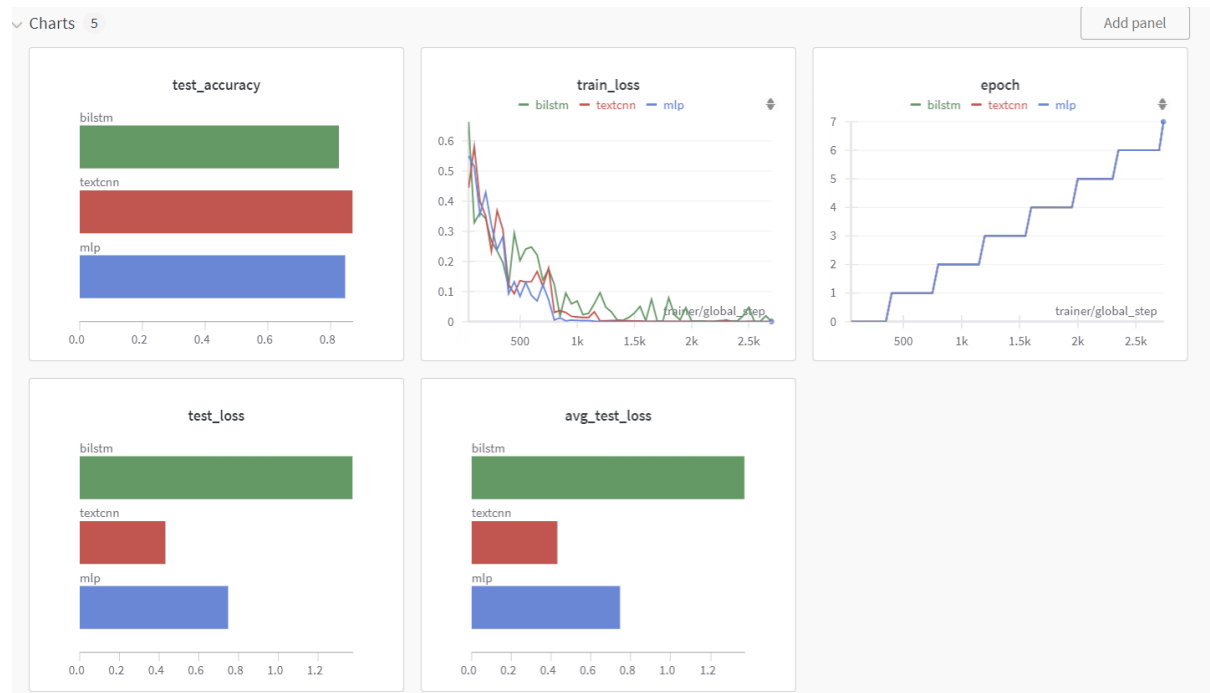 Charts 5
Add panel
test_accuracy
bilstm
textcnn
mlp
0.0 0.2 0.4 0.6 0.8
train_loss
bilstm textcnn mlp
0.6
0.5
0.4
0.3
0.2
0.1
0
trainer/global_step
500 1k 1.5k 2k 2.5k
epoch
bilstm textcnn mlp
7
6
5
4
3
2
1
0
trainer/global_step
500 1k 1.5k 2k 2.5k
test_loss
bilstm
textcnn
mlp
0.0 0.2 0.4 0.6 0.8 1.0 1.2
avg_test_loss
bilstm
textcnn
mlp
0.0 0.2 0.4 0.6 0.8 1.0 1.2